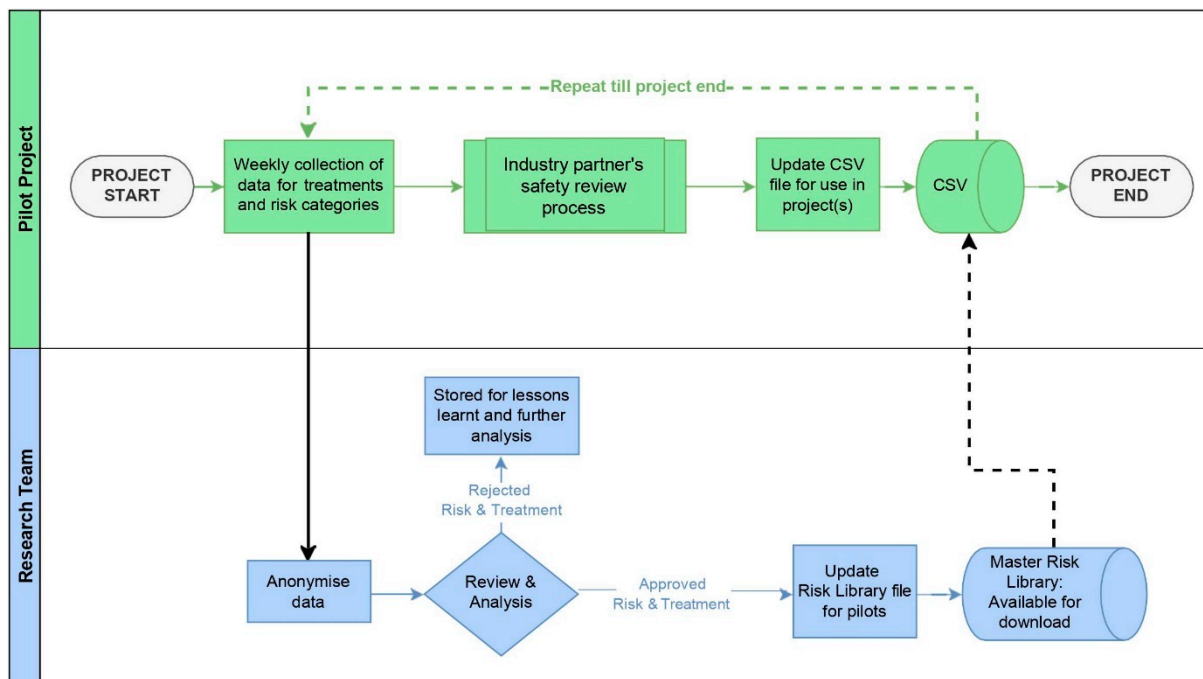 Pilot Project
Repeat till project end
PROJECT
START
Weekly collection of
data for treatments
and risk categories
Industry partner's
safety review
process
Update CSV
file for use in
project(s)
CSV
PROJECT
END
Research Team
Stored for lessons
learnt and further
analysis
Rejected
Risk & Treatment
Anonymise
data
Review &
Analysis
Approved
Risk & Treatment
Update
Risk Library file
for pilots
Master Risk
Library:
Available for
download